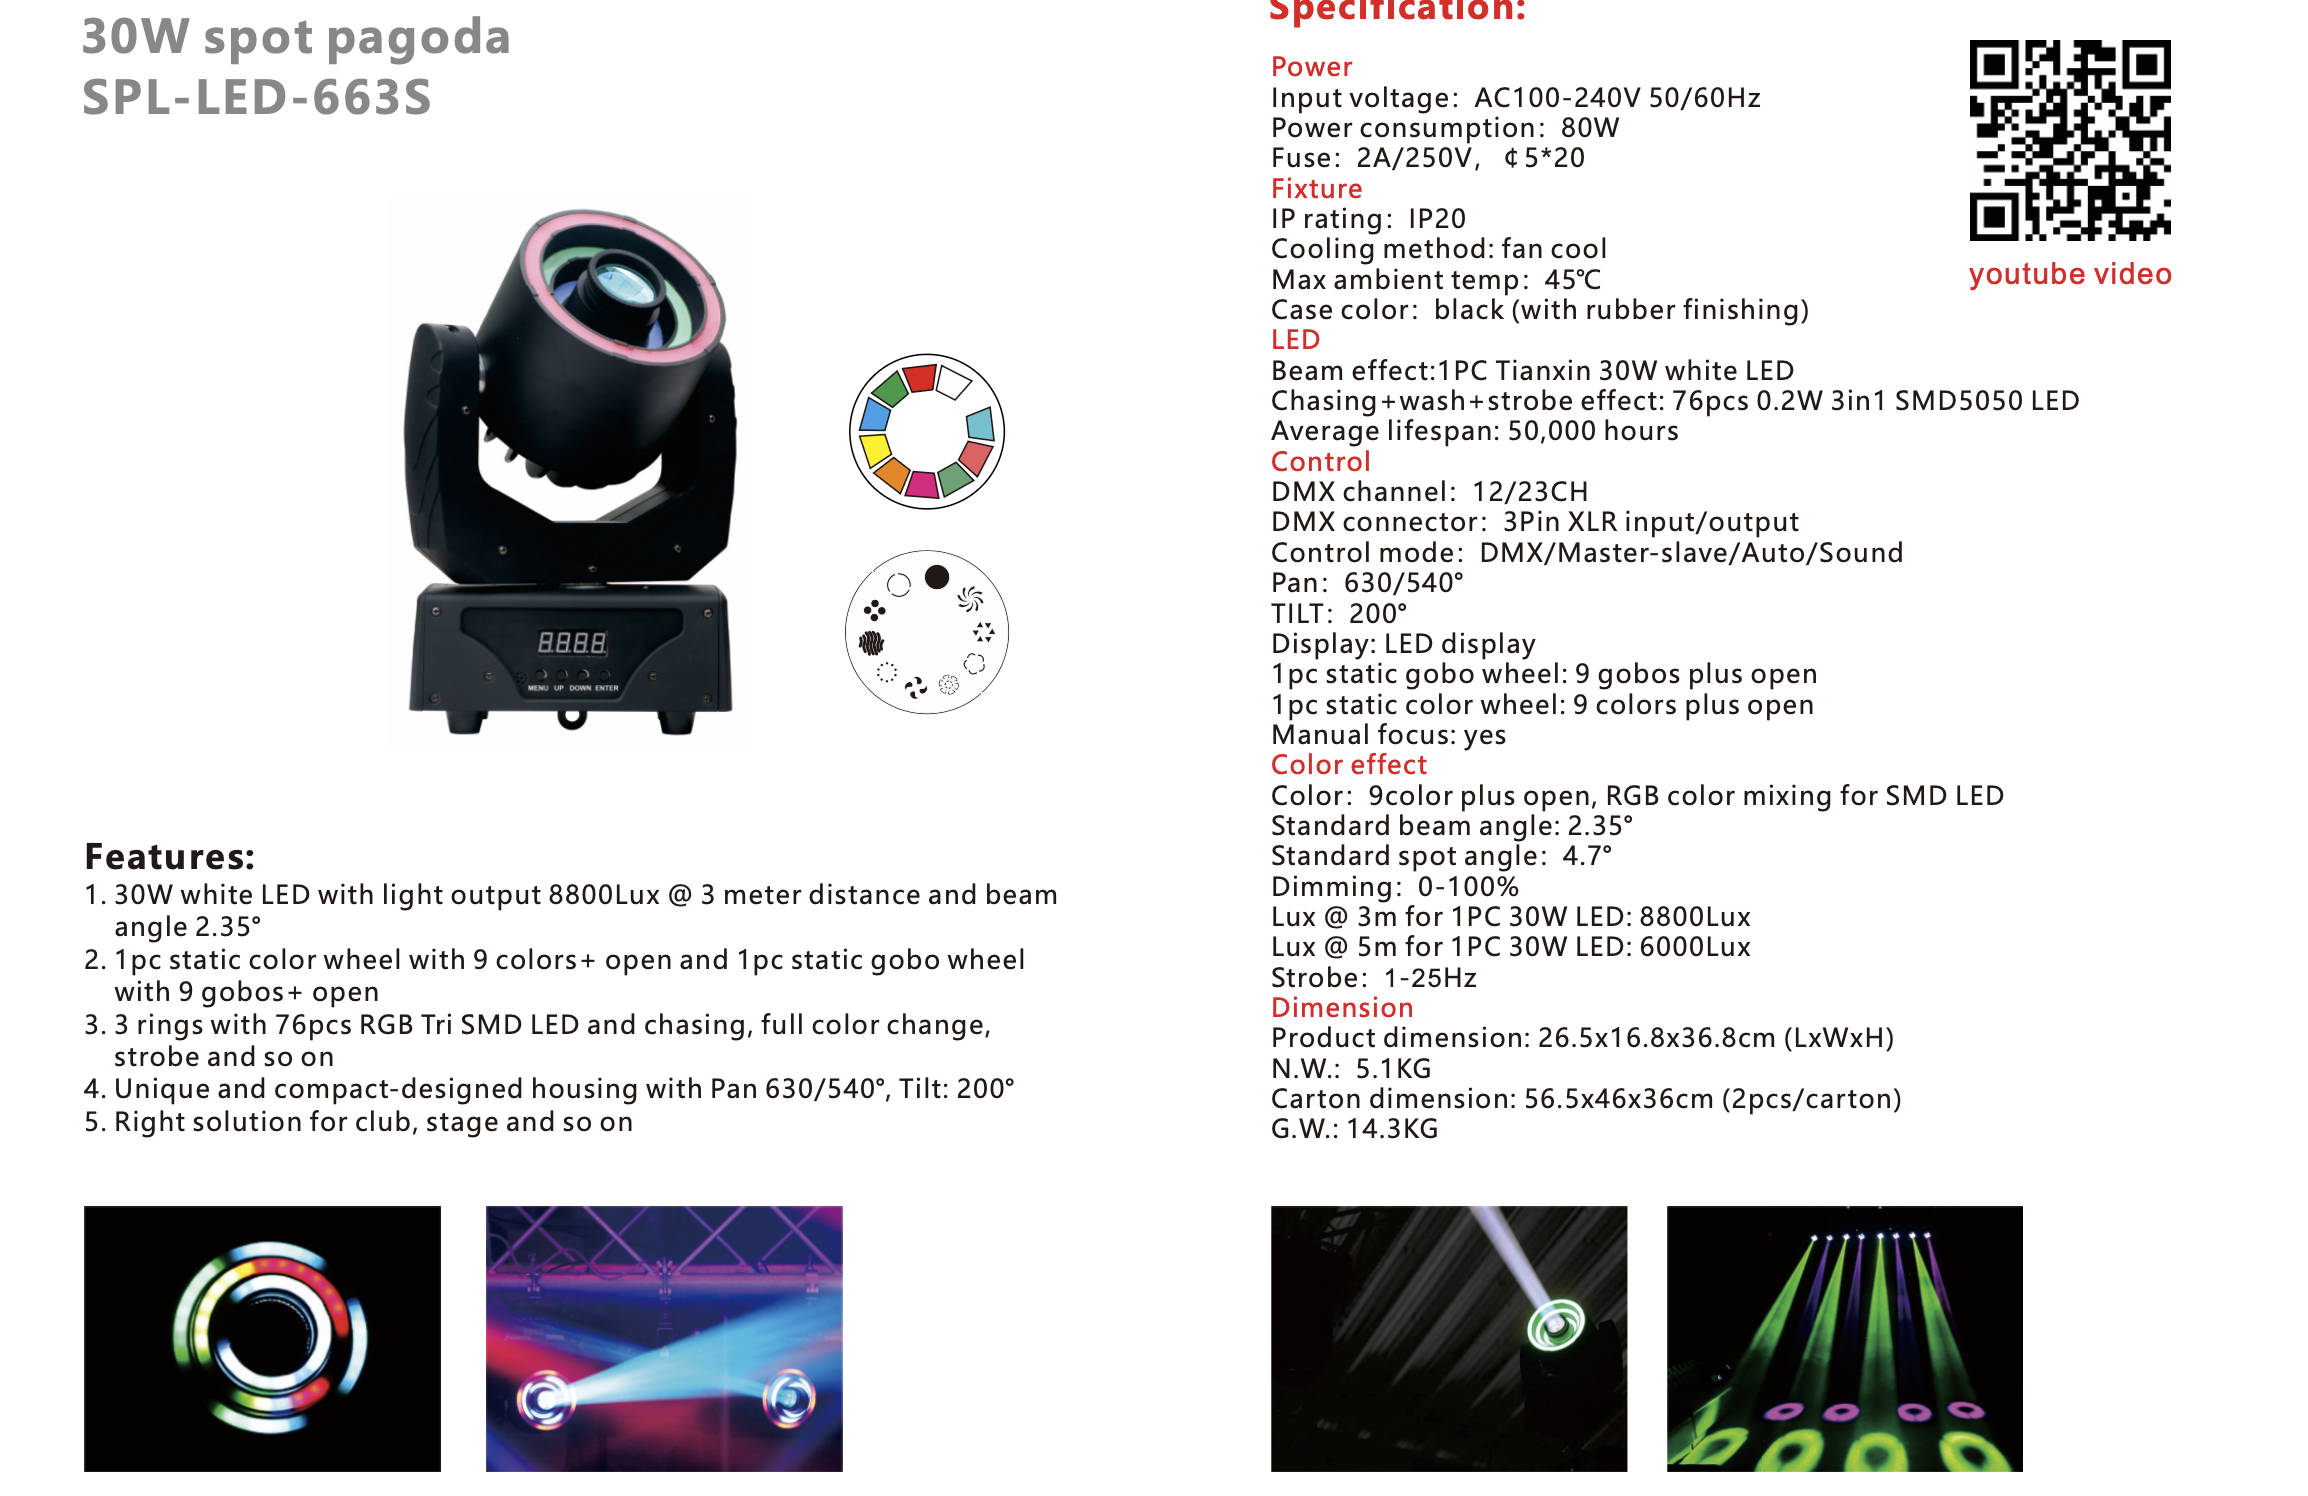 30W spot pagoda
SPL-LED-663S
8.8.8.8.
MENU UP DOWN ENTER
Features:
1. 30W white LED with light output 8800Lux @ 3 meter distance and beam
angle 2.35°
2. 1pc static color wheel with 9 colors+ open and 1pc static gobo wheel
with 9 gobos+ open
3. 3 rings with 76pcs RGB Tri SMD LED and chasing, full color change,
strobe and so on
4. Unique and compact-designed housing with Pan 630/540°, Tilt: 200°
5. Right solution for club, stage and so on
Specification:
Power
Input voltage: AC100-240V 50/60Hz
Power consumption: 80W
Fuse: 2A/250V, ¢5*20
Fixture
IP rating: IP20
Cooling method: fan cool
Max ambient temp: 45℃
Case color: black (with rubber finishing)
LED
Beam effect:1PC Tianxin 30W white LED
Chasing+wash+strobe effect: 76pcs 0.2W 3in1 SMD5050 LED
Average lifespan: 50,000 hours
Control
DMX channel: 12/23CH
DMX connector: 3Pin XLR input/output
Control mode: DMX/Master-slave/Auto/Sound
Pan: 630/540°
TILT: 200°
Display: LED display
1pc static gobo wheel: 9 gobos plus open
1pc static color wheel: 9 colors plus open
Manual focus: yes
Color effect
Color: 9color plus open, RGB color mixing for SMD LED
Standard beam angle: 2.35°
Standard spot angle: 4.7°
Dimming: 0-100%
Lux @ 3m for 1PC 30W LED: 8800Lux
Lux @ 5m for 1PC 30W LED: 6000Lux
Strobe: 1-25Hz
Dimension
Product dimension: 26.5x16.8x36.8cm (LxWxH)
N.W.: 5.1KG
Carton dimension: 56.5x46x36cm (2pcs/carton)
G.W.: 14.3KG
youtube video